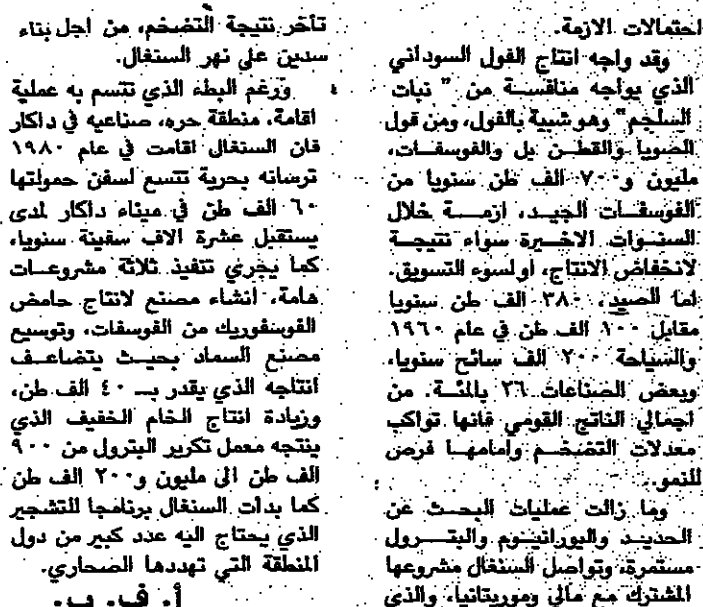 احتمالات الازمة.
وقد واجه انتاج الفول السوداني
الذي يواجه منافسة من " نبات
السلجم" وهو شبية بالفول، ومن فول
الصويا والقطن بل والفوسفات،
مليون و ٧٠٠ الف طن سنويا من
الفوسفات الجيد، ازمة خلال
السنوات الاخيرة سواء نتيجة
لانخفاض الانتاج، او لسوء التسويق.
اما الصيد، ٣٨٠ الف طن سنويا
مقابل ١٠٠ الف طن في عام ١٩٦٠
والسياحة ٢٠٠ الف سائح سنويا،
وبعض الصناعات ٢٦ بالمئة. من
اجمالي الناتج القومي فانها تواكب
معدلات التضخم وامامها فرص
للنمو.
وما زالت عمليات البحث عن
الحديد واليورانيوم والبترول
مستمرة، وتواصل السنغال مشروعها
المشترك مع مالي وموريتانيا، والذي
تأخر نتيجة التضخم، من اجل بناء
سدين على نهر السنغال.
ورغم البطء الذي تتسم به عملية
اقامة، منطقة حره، صناعيه في داكار
فان السنغال اقامت في عام ١٩٨٠
ترسانه بحرية تتسع لسفن حمولتها
٦٠ الف طن في ميناء داكار لدى
يستقبل عشرة الاف سفينة سنويا،
كما يجري تنفيذ ثلاثة مشروعات
هامة، انشاء مصنع لانتاج حامض
الفوسفوريك من الفوسفات، وتوسيع
مصنع السماد بحيث يتضاعف
انتاجه الذي يقدر بـ ٤٠ الف طن،
وزيادة انتاج الخام الخفيف الذي
ينتجه معمل تكرير البترول من ٩٠٠
الف طن الى مليون و٢٠٠ الف طن
كما بدأت السنغال برنامجا للتشجير
الذي يحتاج اليه عدد كبير من دول
المنطقة التي تهددها الصحاري.
أ. ف. ب.